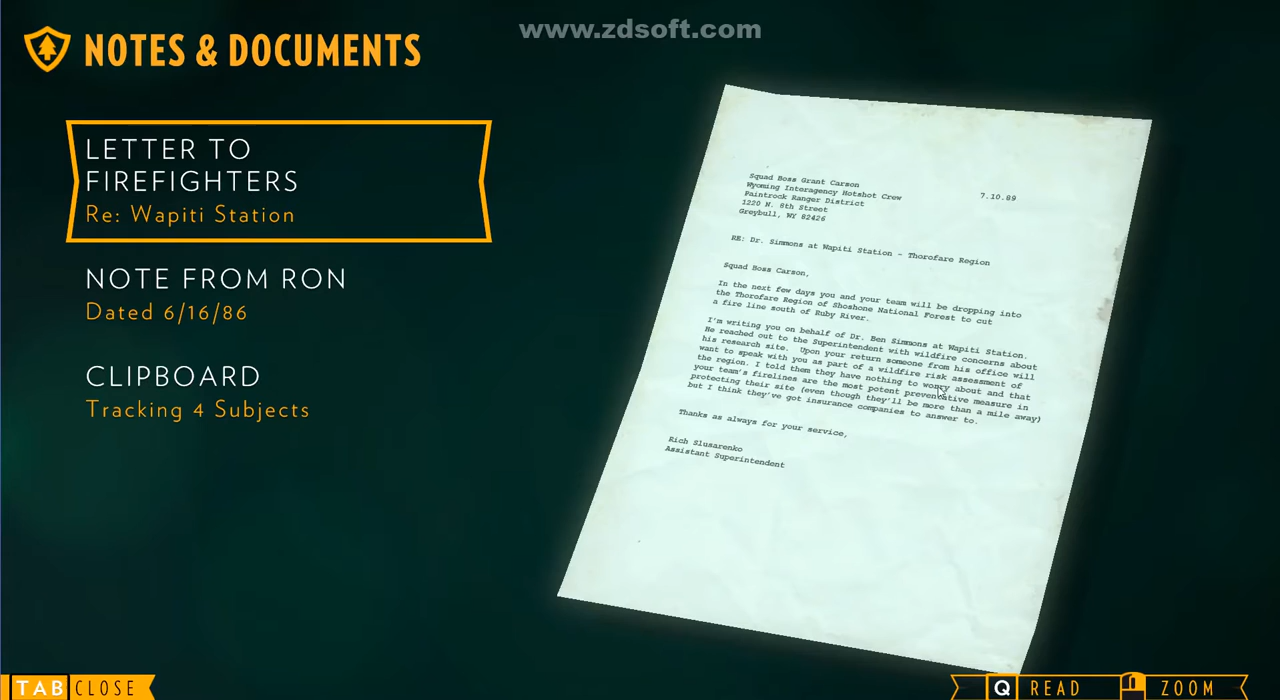 www.zdsoft.com
NOTES & DOCUMENTS
LETTER TO
FIREFIGHTERS
Re: Wapiti Station
NOTE FROM RON
Dated 6/16/86
CLIPBOARD
Tracking 4 Subjects
Squad Boss Grant Carson
Wyoming Interagency Hotshot Crew
Paintrock Ranger District
1220 N. 8th Street
Greybull, WY 82426
7.10.89
RE: Dr. Simmons at Wapiti Station - Thorofare Region
Squad Boss Carson,
In the next few days you and your team will be dropping into
the Thorofare Region of Shoshone National Forest to cut
a fire line south of Ruby River.
I'm writing you on behalf of Dr. Ben Simmons at Wapiti Station.
He reached out to the Superintendent with wildfire concerns about
his research site. Upon your return someone from his office will
want to speak with you as part of a wildfire risk assessment of
the region. I told them they have nothing to worry about and that
your team's firelines are the most potent preventative measure in
protecting their site (even though they'll be more than a mile away)
but I think they've got insurance companies to answer to.
Thanks as always for your service,
Rich Slusarenko
Assistant Superintendent
TAB CLOSE
Q READ
ZOOM